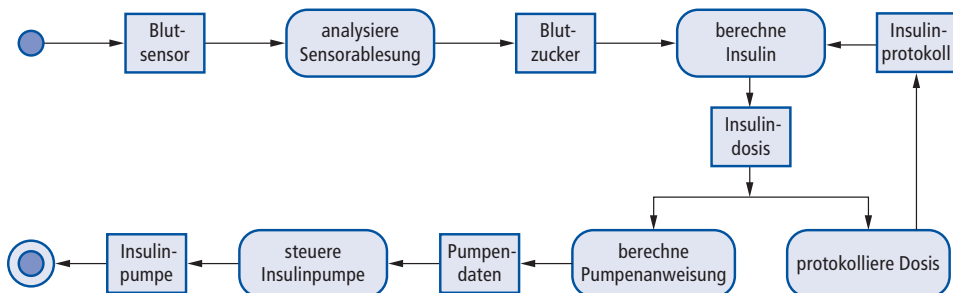 Blut-
sensor
analysiere
Sensorablesung
Blut-
zucker
berechne
Insulin
Insulin-
protokoll
Insulin-
dosis
Insulin-
pumpe
steuere
Insulinpumpe
Pumpen-
daten
berechne
Pumpenanweisung
protokolliere Dosis